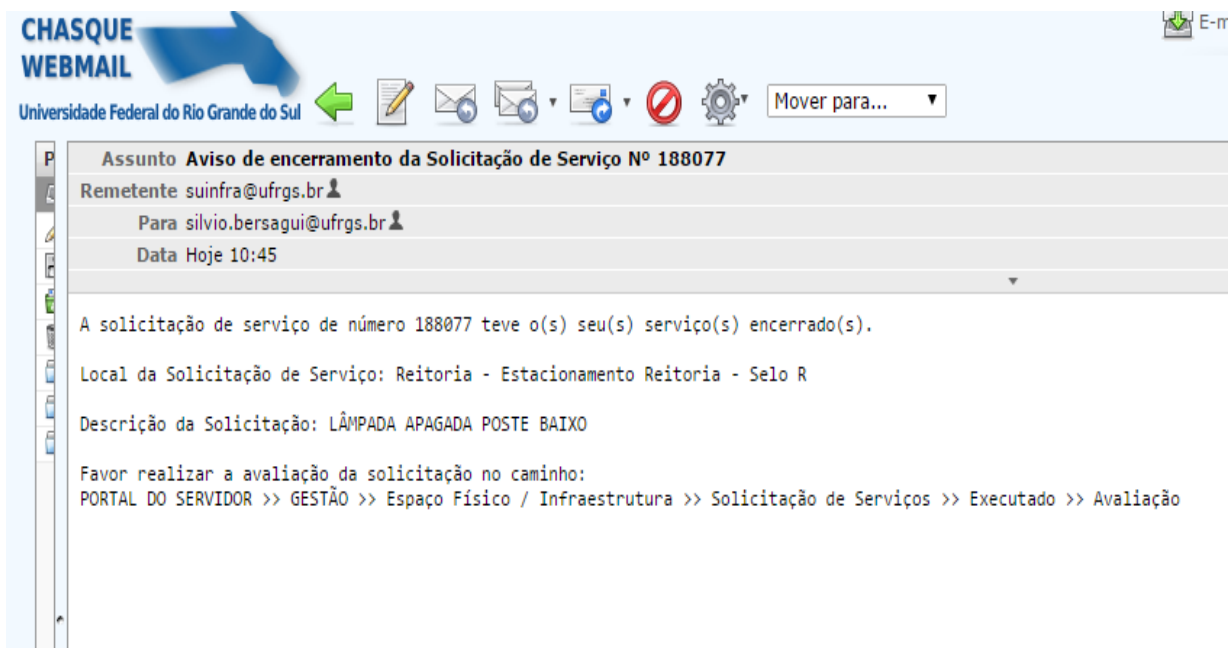 CHASQUE
WEBMAIL
Universidade Federal do Rio Grande do Sul
Mover para...
Assunto Aviso de encerramento da Solicitação de Serviço Nº 188077
Remetente suinfra@ufrgs.br
Para silvio.bersagui@ufrgs.br
Data Hoje 10:45
A solicitação de serviço de número 188077 teve o(s) seu(s) serviço(s) encerrado(s).
Local da Solicitação de Serviço: Reitoria - Estacionamento Reitoria - Selo R
Descrição da Solicitação: LÂMPADA APAGADA POSTE BAIXO
Favor realizar a avaliação da solicitação no caminho:
PORTAL DO SERVIDOR >> GESTÃO >> Espaço Físico / Infraestrutura >> Solicitação de Serviços >> Executado >> Avaliação